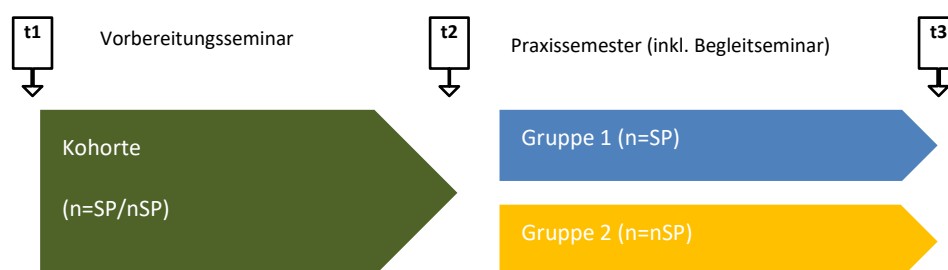 t1
Vorbereitungsseminar
t2
Praxissemester (inkl. Begleitseminar)
t3
Kohorte
(n=SP/nSP)
Gruppe 1 (n=SP)
Gruppe 2 (n=nSP)